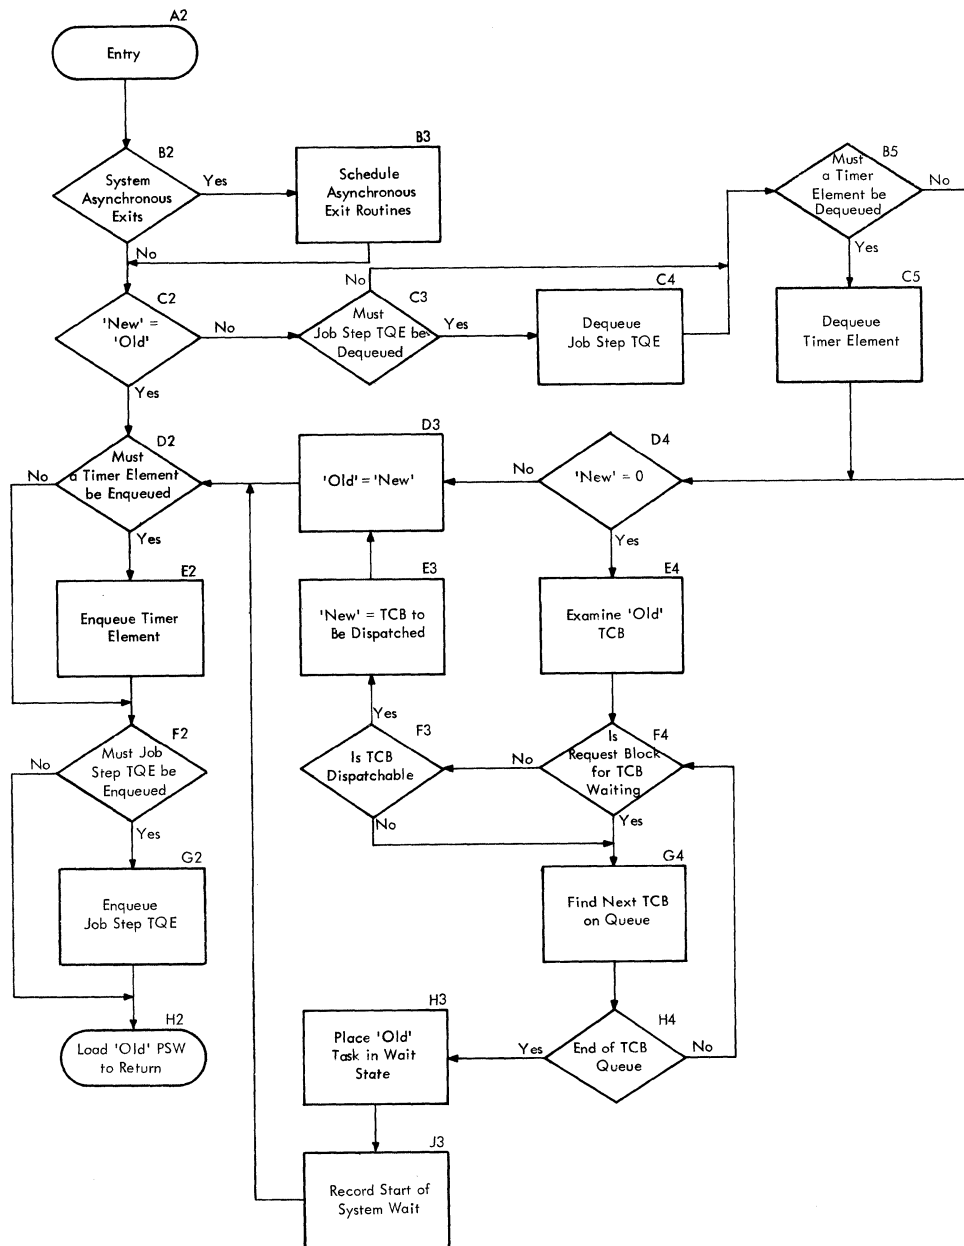 A2
Entry
B2
System
Asynchronous
Exits
Yes
No
B3
Schedule
Asynchronous
Exit Routines
B5
Must
a Timer
Element be
Dequeued
No
Yes
C2
'New' =
'Old'
No
Yes
C3
No
Must
Job Step TQE be
Dequeued
Yes
C4
Dequeue
Job Step TQE
C5
Dequeue
Timer Element
D2
Must
a Timer Element
be Enqueued
No
Yes
D3
'Old' = 'New'
D4
'New' = 0
No
Yes
E2
Enqueue Timer
Element
E3
'New' = TCB to
Be Dispatched
E4
Examine 'Old'
TCB
F2
Must Job
Step TQE be
Enqueued
No
Yes
F3
Yes
Is TCB
Dispatchable
No
F4
Is
Request Block
for TCB
Waiting
No
Yes
G2
Enqueue
Job Step TQE
G4
Find Next TCB
on Queue
H2
Load 'Old' PSW
to Return
H3
Place 'Old'
Task in Wait
State
H4
End of TCB
Queue
Yes
No
J3
Record Start of
System Wait